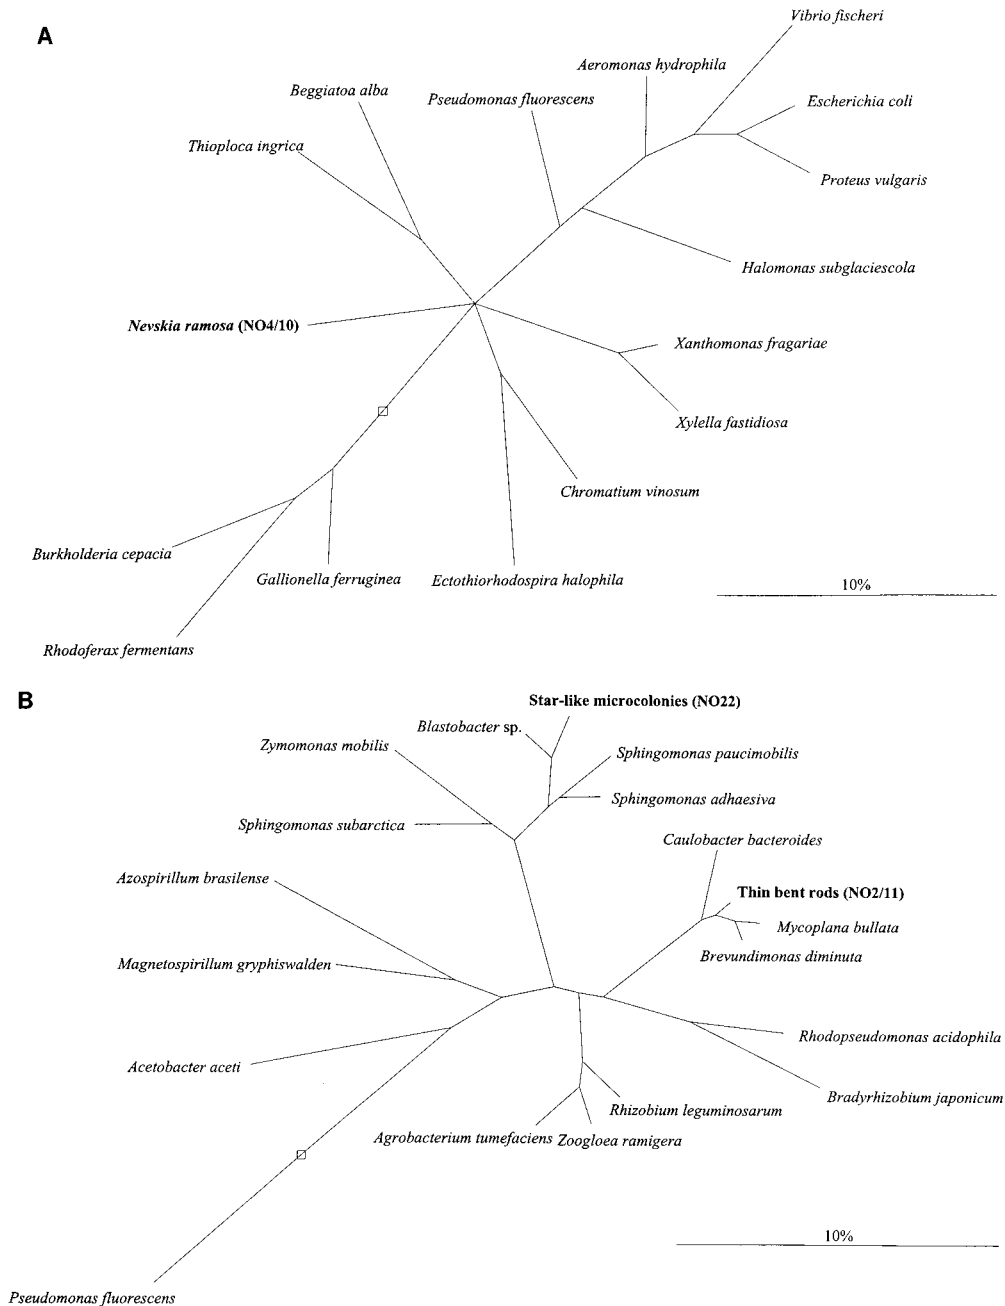 A
Vibrio fischeri
Aeromonas hydrophila
Beggiatoa alba
Pseudomonas fluorescens
Escherichia coli
Thioploca ingrica
Proteus vulgaris
Halomonas subglaciescola
Nevskia ramosa (NO4/10)
Xanthomonas fragariae
Xylella fastidiosa
Chromatium vinosum
Burkholderia cepacia
Gallionella ferruginea
Ectothiorhodospira halophila
10%
Rhodoferax fermentans
B
Star-like microcolonies (NO22)
Blastobacter sp.
Zymomonas mobilis
Sphingomonas paucimobilis
Sphingomonas adhaesiva
Sphingomonas subarctica
Caulobacter bacteroides
Azospirillum brasilense
Thin bent rods (NO2/11)
Mycoplana bullata
Brevundimonas diminuta
Magnetospirillum gryphiswalden
Rhodopseudomonas acidophila
Acetobacter aceti
Bradyrhizobium japonicum
Rhizobium leguminosarum
Agrobacterium tumefaciens
Zoogloea ramigera
10%
Pseudomonas fluorescens